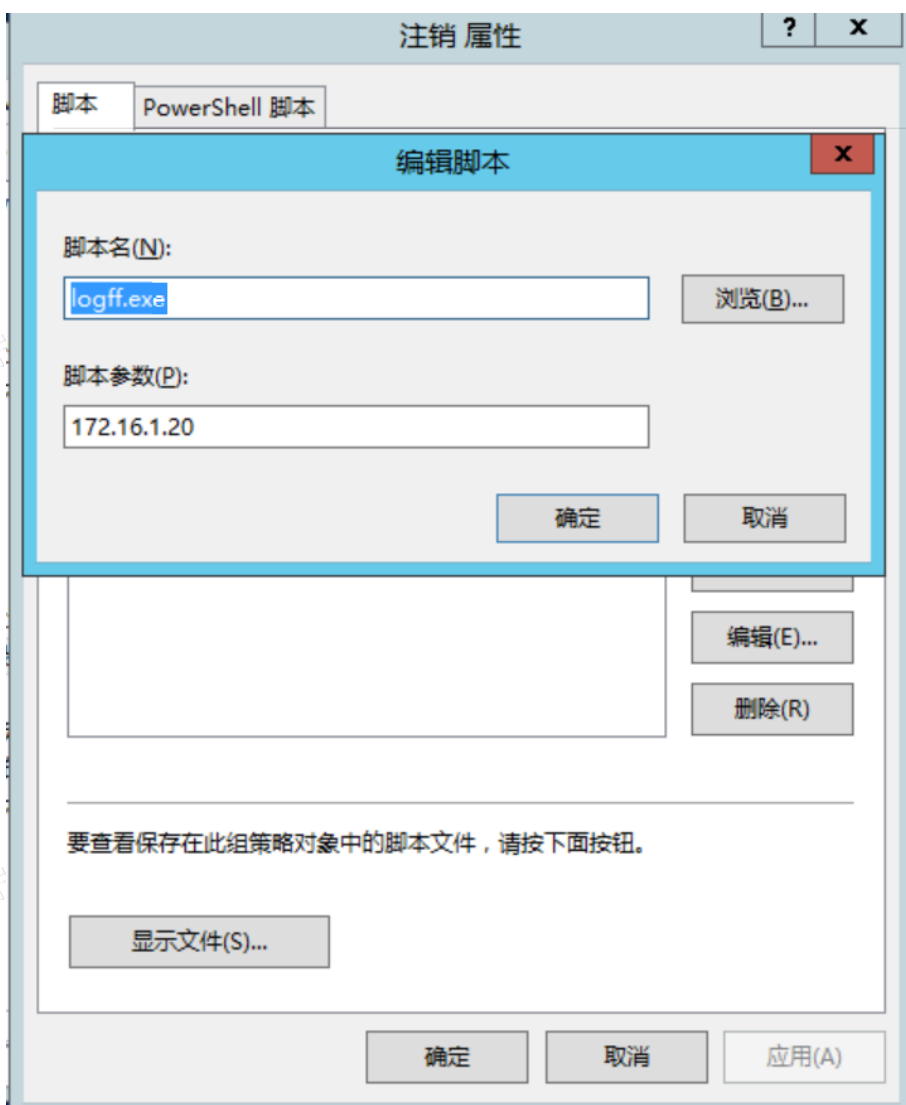 注销 属性
? x
脚本
PowerShell 脚本
编辑脚本
x
脚本名(N):
logff.exe
浏览(B)...
脚本参数(P):
172.16.1.20
确定
取消
编辑(E)...
删除(R)
要查看保存在此组策略对象中的脚本文件，请按下面按钮。
显示文件(S)...
确定
取消
应用(A)